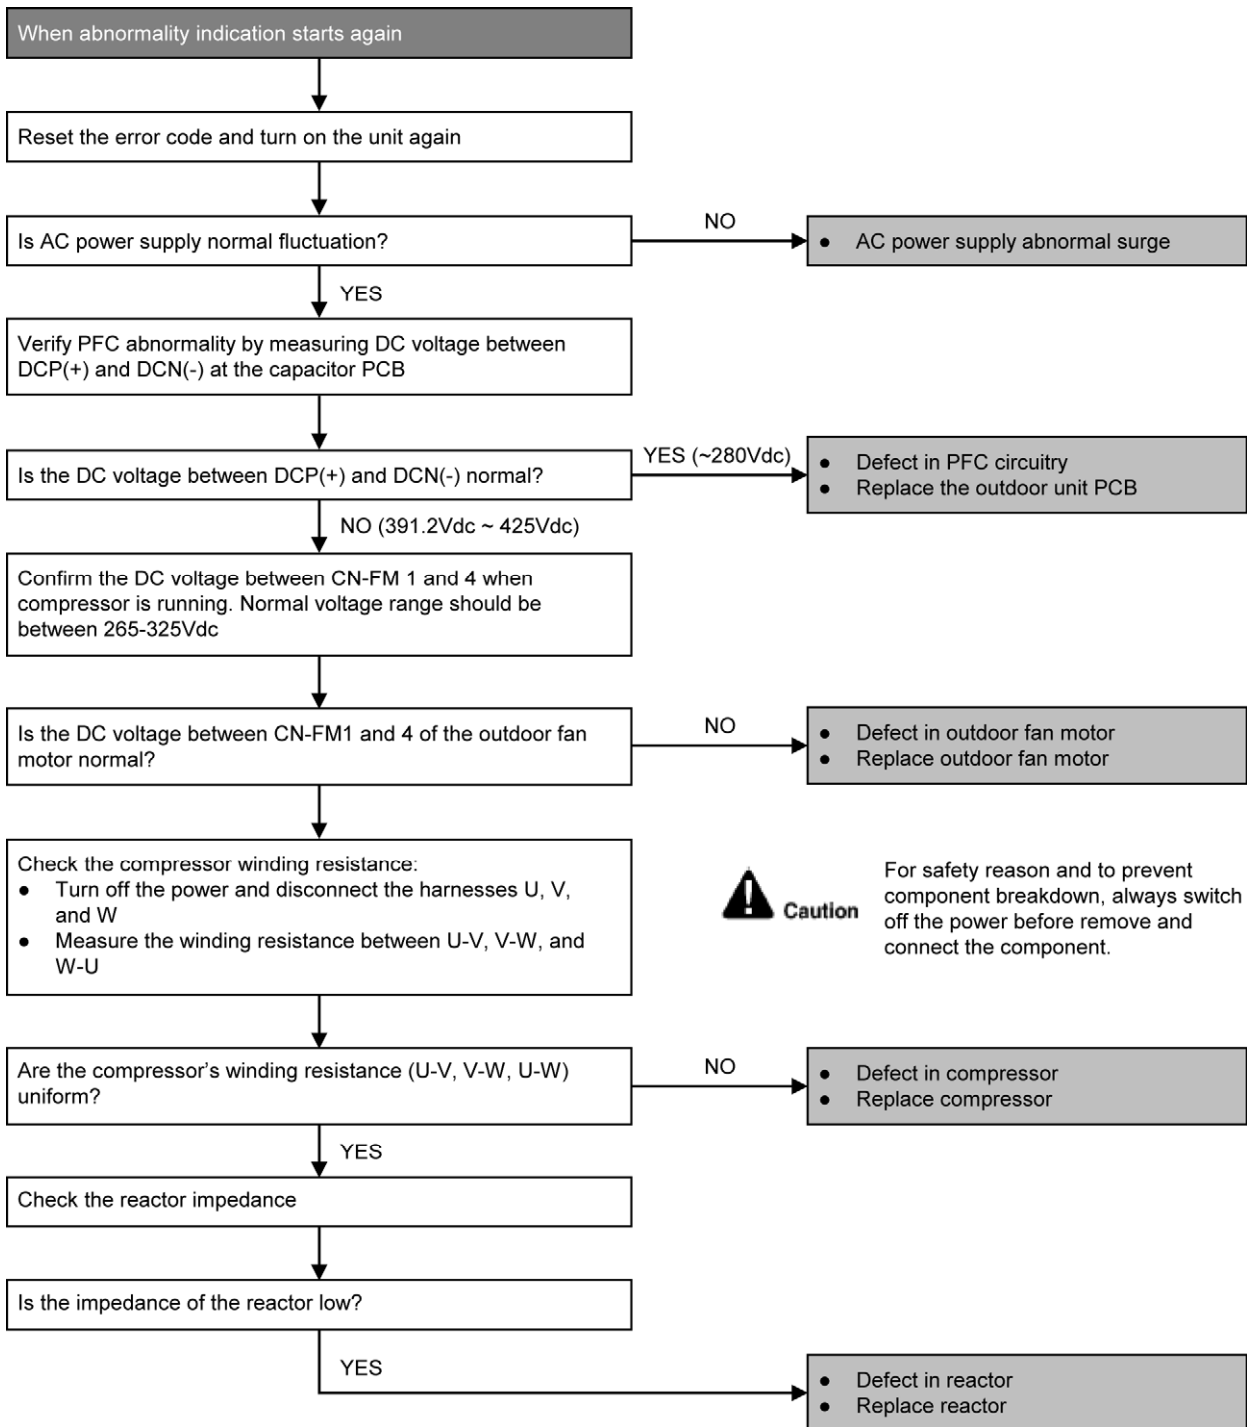 When abnormality indication starts again
Reset the error code and turn on the unit again
Is AC power supply normal fluctuation?
NO
● AC power supply abnormal surge
YES
Verify PFC abnormality by measuring DC voltage between
DCP(+) and DCN(-) at the capacitor PCB
Is the DC voltage between DCP(+) and DCN(-) normal?
YES (~280Vdc)
● Defect in PFC circuitry
● Replace the outdoor unit PCB
NO (391.2Vdc ~ 425Vdc)
Confirm the DC voltage between CN-FM 1 and 4 when
compressor is running. Normal voltage range should be
between 265-325Vdc
Is the DC voltage between CN-FM1 and 4 of the outdoor fan
motor normal?
NO
● Defect in outdoor fan motor
● Replace outdoor fan motor
Check the compressor winding resistance:
● Turn off the power and disconnect the harnesses U, V,
and W
● Measure the winding resistance between U-V, V-W, and
W-U
Caution
For safety reason and to prevent
component breakdown, always switch
off the power before remove and
connect the component.
Are the compressor’s winding resistance (U-V, V-W, U-W)
uniform?
NO
● Defect in compressor
● Replace compressor
YES
Check the reactor impedance
Is the impedance of the reactor low?
YES
● Defect in reactor
● Replace reactor